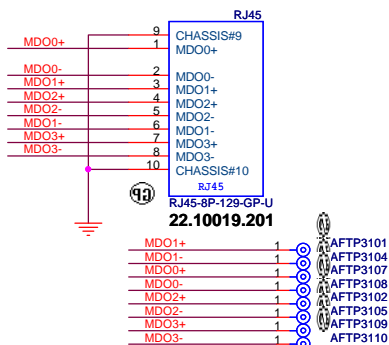 RJ45
9 CHASSIS#9
MDO0+ 1 MDO0+
MDO0- 2 MDO0-
MDO1+ 3 MDO1+
MDO2+ 4 MDO2+
MDO2- 5 MDO2-
MDO1- 6 MDO1-
MDO3+ 7 MDO3+
MDO3- 8 MDO3-
10 CHASSIS#10
RJ45
GP
RJ45-8P-129-GP-U
22.10019.201
MDO1+ 1 AFTP3101
MDO1- 1 AFTP3104
MDO0+ 1 AFTP3107
MDO0- 1 AFTP3108
MDO2+ 1 AFTP3102
MDO2- 1 AFTP3105
MDO3+ 1 AFTP3109
MDO3- 1 AFTP3110